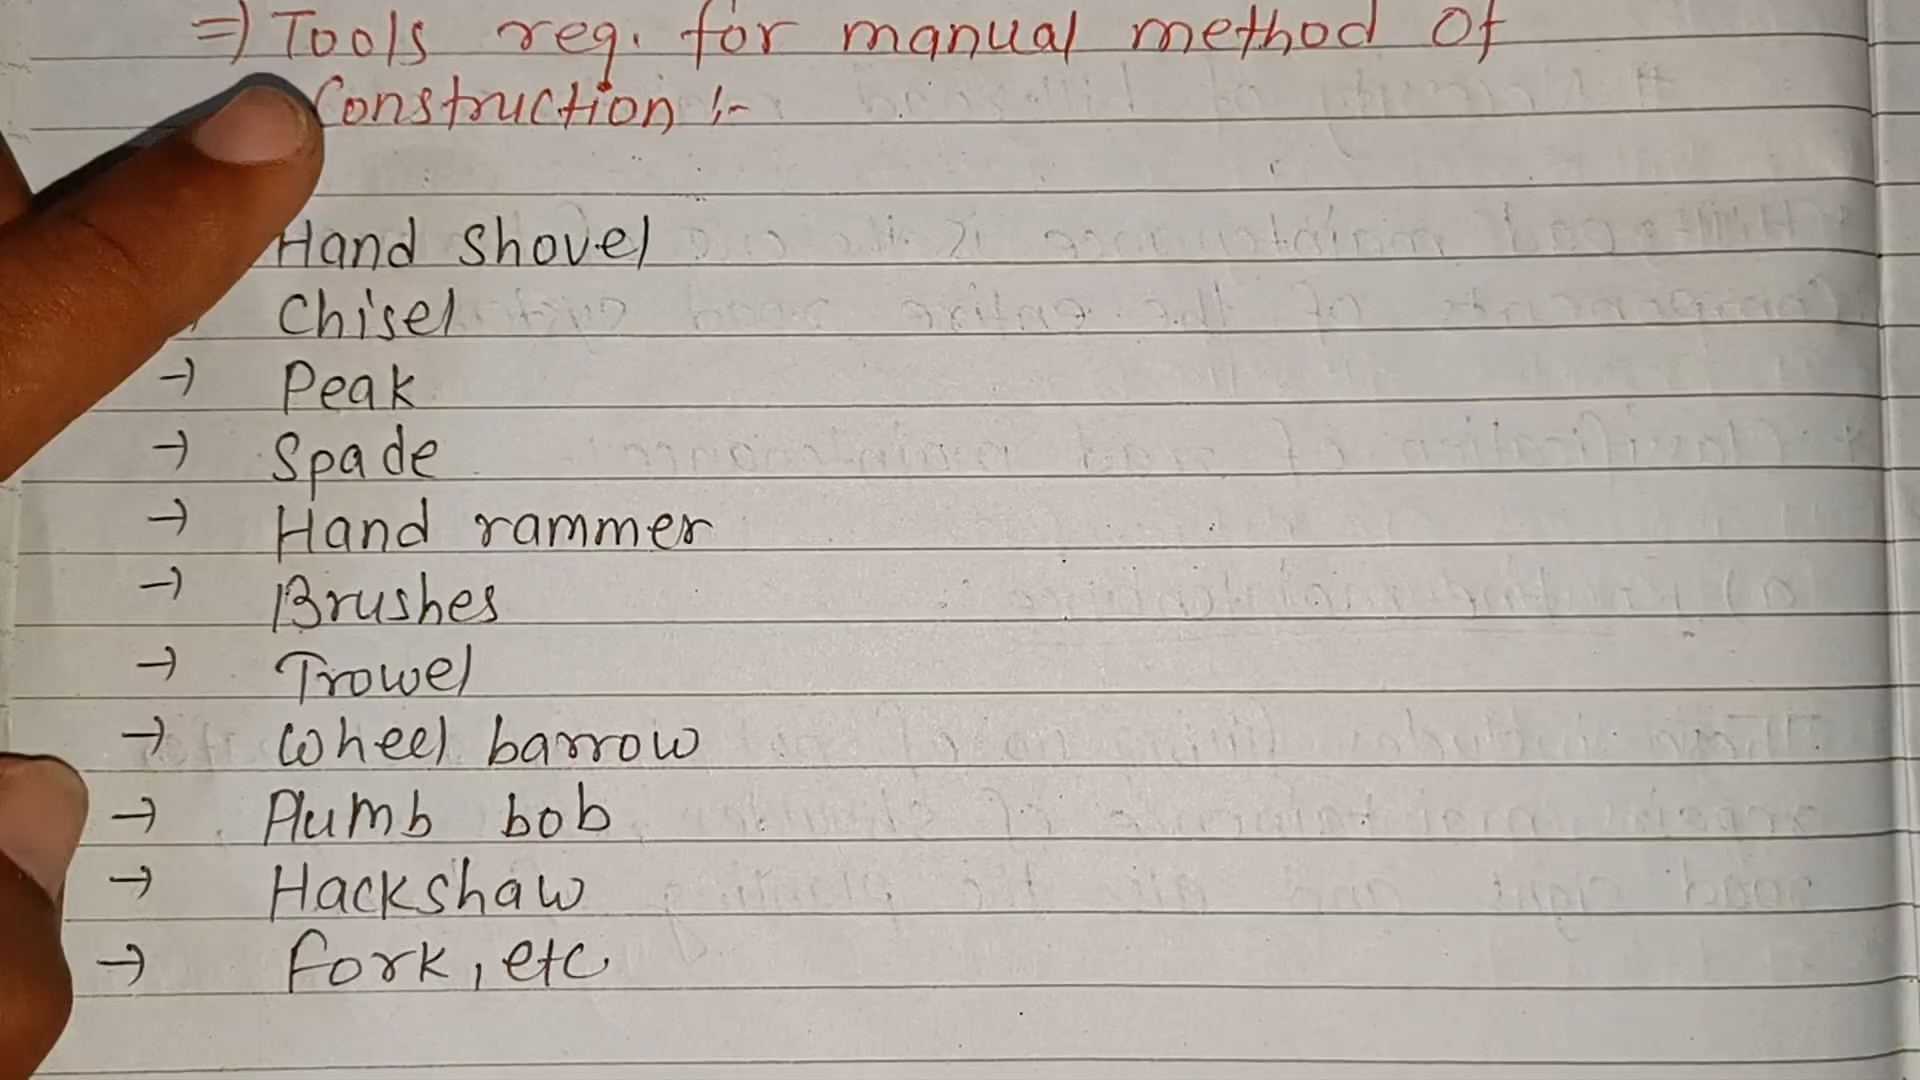 ⇒ Tools req. for manual method of
Construction :-
Hand shovel
Chisel
→ Peak
→ Spade
→ Hand rammer
→ Brushes
→ Trowel
→ Wheel barrow
→ Plumb bob
→ Hackshaw
→ fork, etc